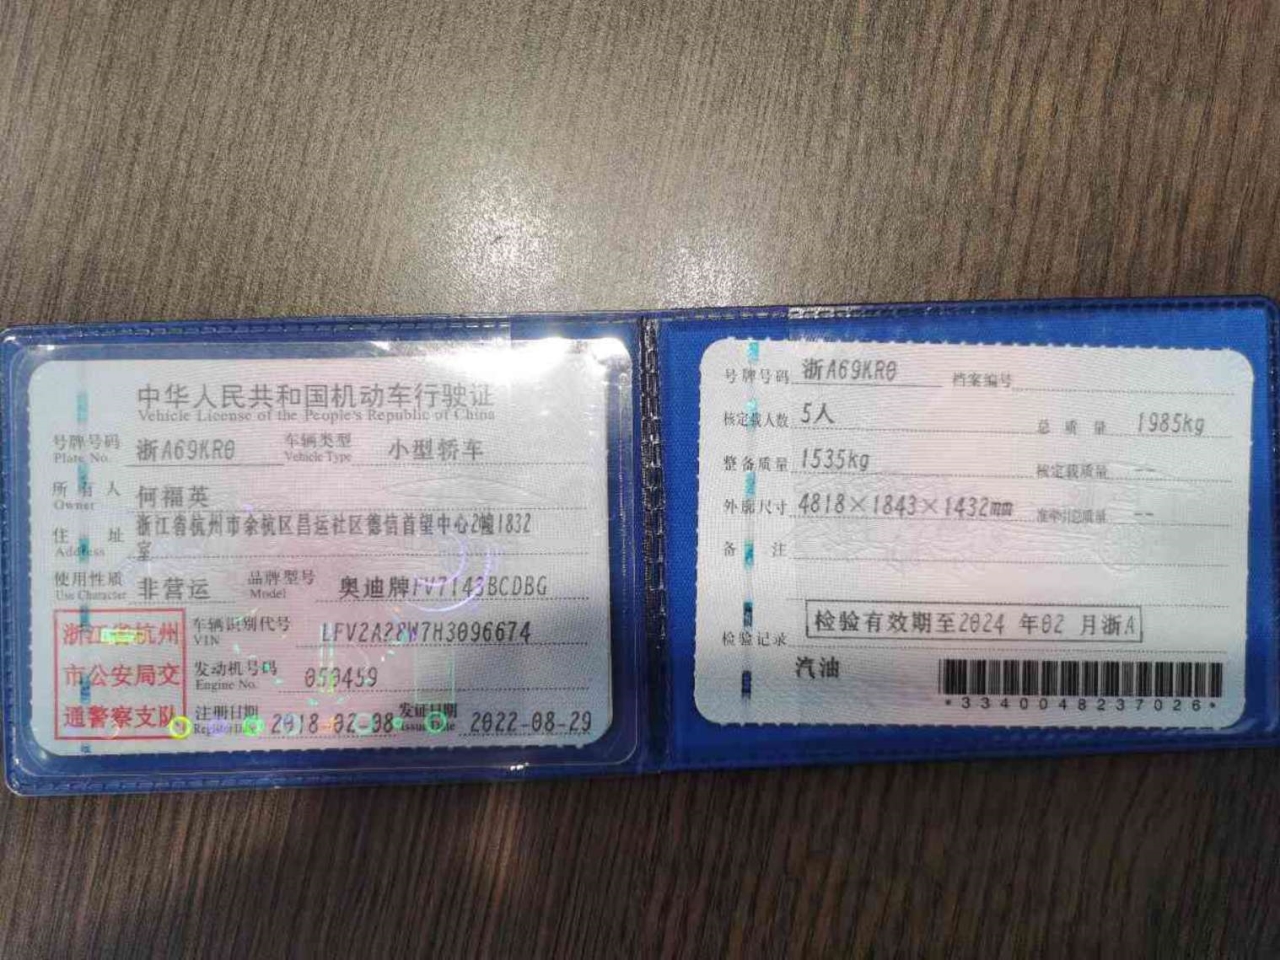 中华人民共和国机动车行驶证
Vehicle License of the People's Republic of China
号牌号码 浙A69KR0 车辆类型 小型轿车
Plate No. Vehicle Type
所有人 何福英
Owner
住址 浙江省杭州市余杭区昌运社区德信首望中心2幢1832
Address 室
使用性质 非营运 品牌型号 奥迪牌FV7143BCDBG
Use Character Model
浙江省杭州
市公安局交
通警察支队
车辆识别代号 LFV2A28W7H3096674
VIN
发动机号码 050459
Engine No.
注册日期 2018-02-08 发证日期 2022-08-29
Register Date Issue Date
号牌号码 浙A69KR0 档案编号
核定载人数 5人 总质量 1985kg
整备质量 1535kg 核定载质量 --
外廓尺寸 4818×1843×1432mm 准牵引总质量 --
备注
检验记录 检验有效期至2024 年02 月浙A
汽油
*3340048237026*